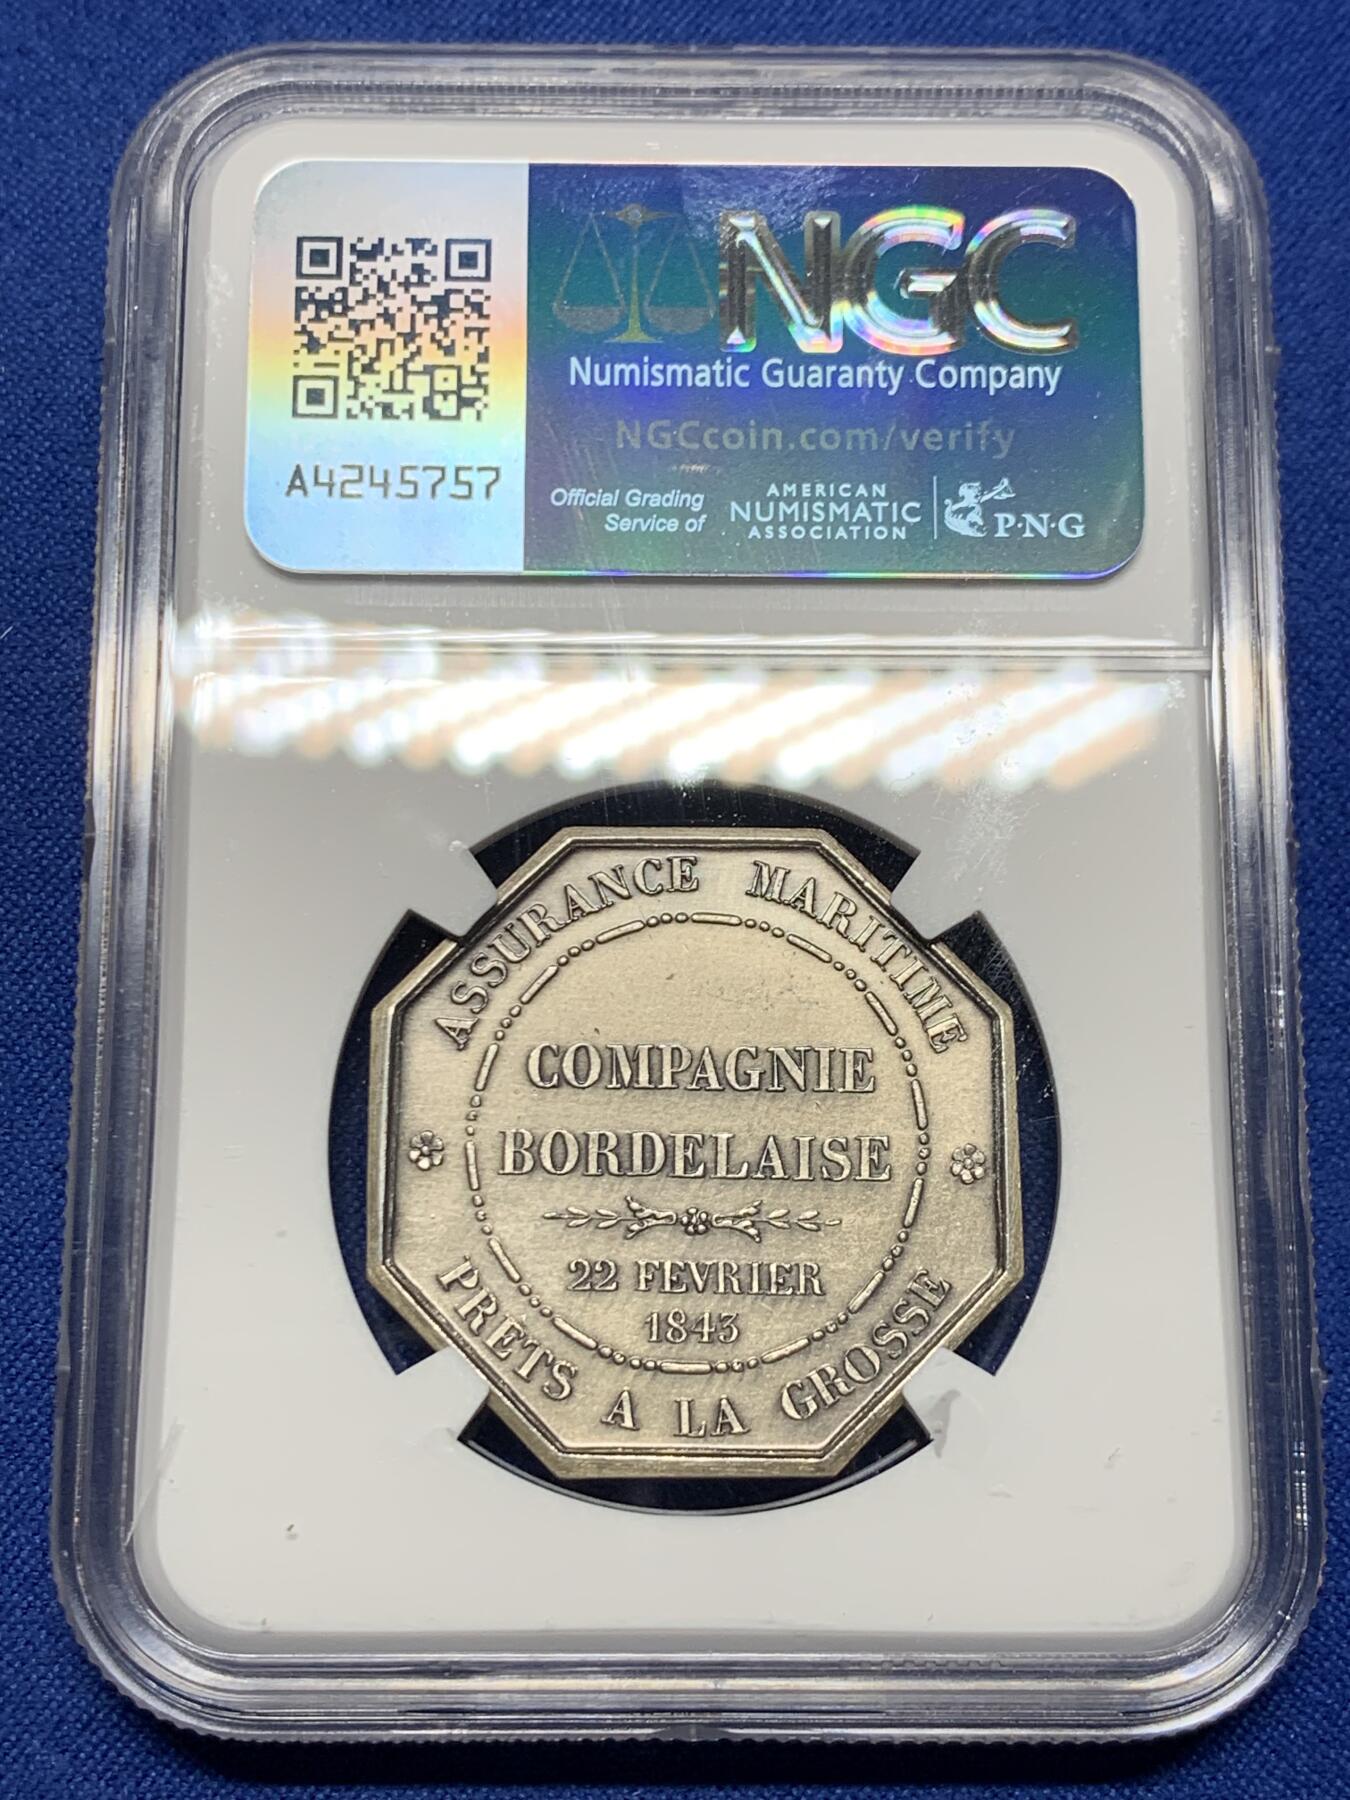 NGC
Numismatic Guaranty Company
NGCcoin.com/verify
A4245757
Official Grading
Service of
AMERICAN
NUMISMATIC
ASSOCIATION
P·N·G
ASSURANCE MARITIME
COMPAGNIE
BORDELAISE
22 FEVRIER
1843
PRÊTS A LA GROSSE